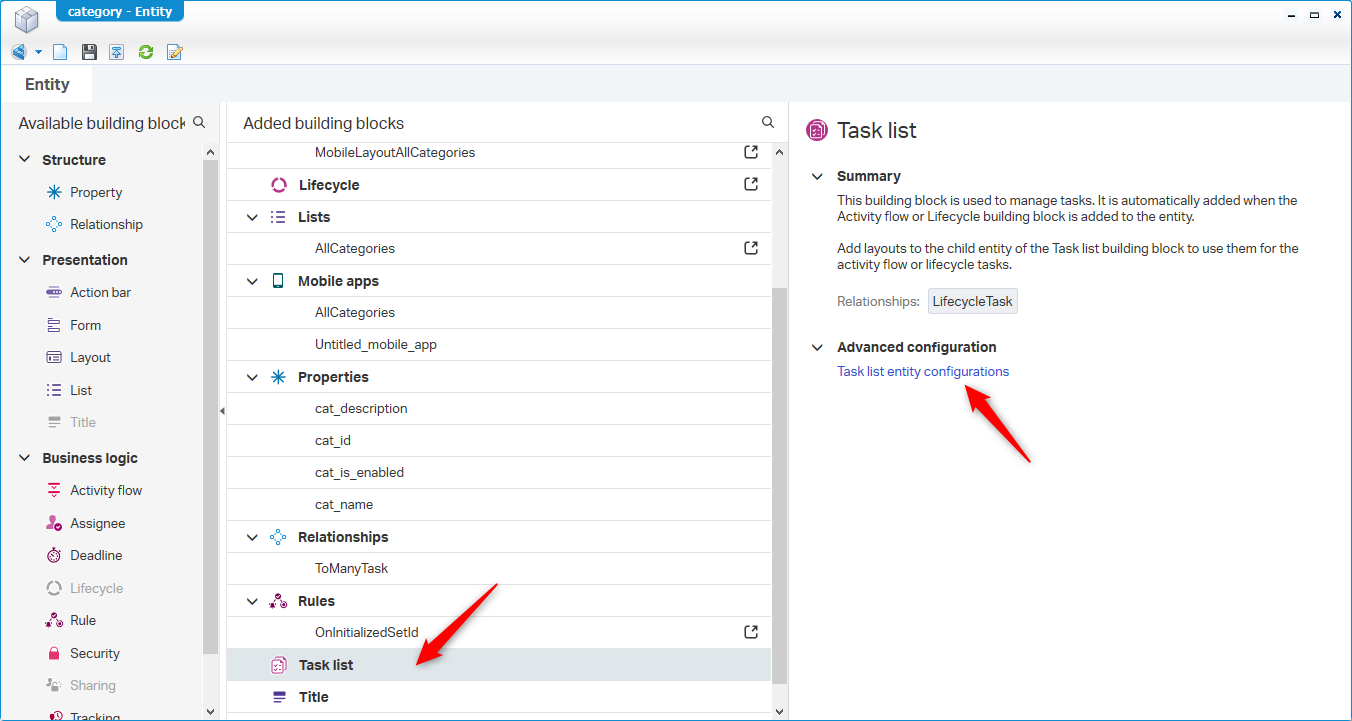 category - Entity
Entity
Available building block
Structure
Property
Relationship
Presentation
Action bar
Form
Layout
List
Title
Business logic
Activity flow
Assignee
Deadline
Lifecycle
Rule
Security
Sharing
Tracking
Added building blocks
MobileLayoutAllCategories
Lifecycle
Lists
AllCategories
Mobile apps
AllCategories
Untitled_mobile_app
Properties
cat_description
cat_id
cat_is_enabled
cat_name
Relationships
ToManyTask
Rules
OnInitializedSetId
Task list
Title
Task list
Summary
This building block is used to manage tasks. It is automatically added when the
Activity flow or Lifecycle building block is added to the entity.
Add layouts to the child entity of the Task list building block to use them for the
activity flow or lifecycle tasks.
Relationships: LifecycleTask
Advanced configuration
Task list entity configurations